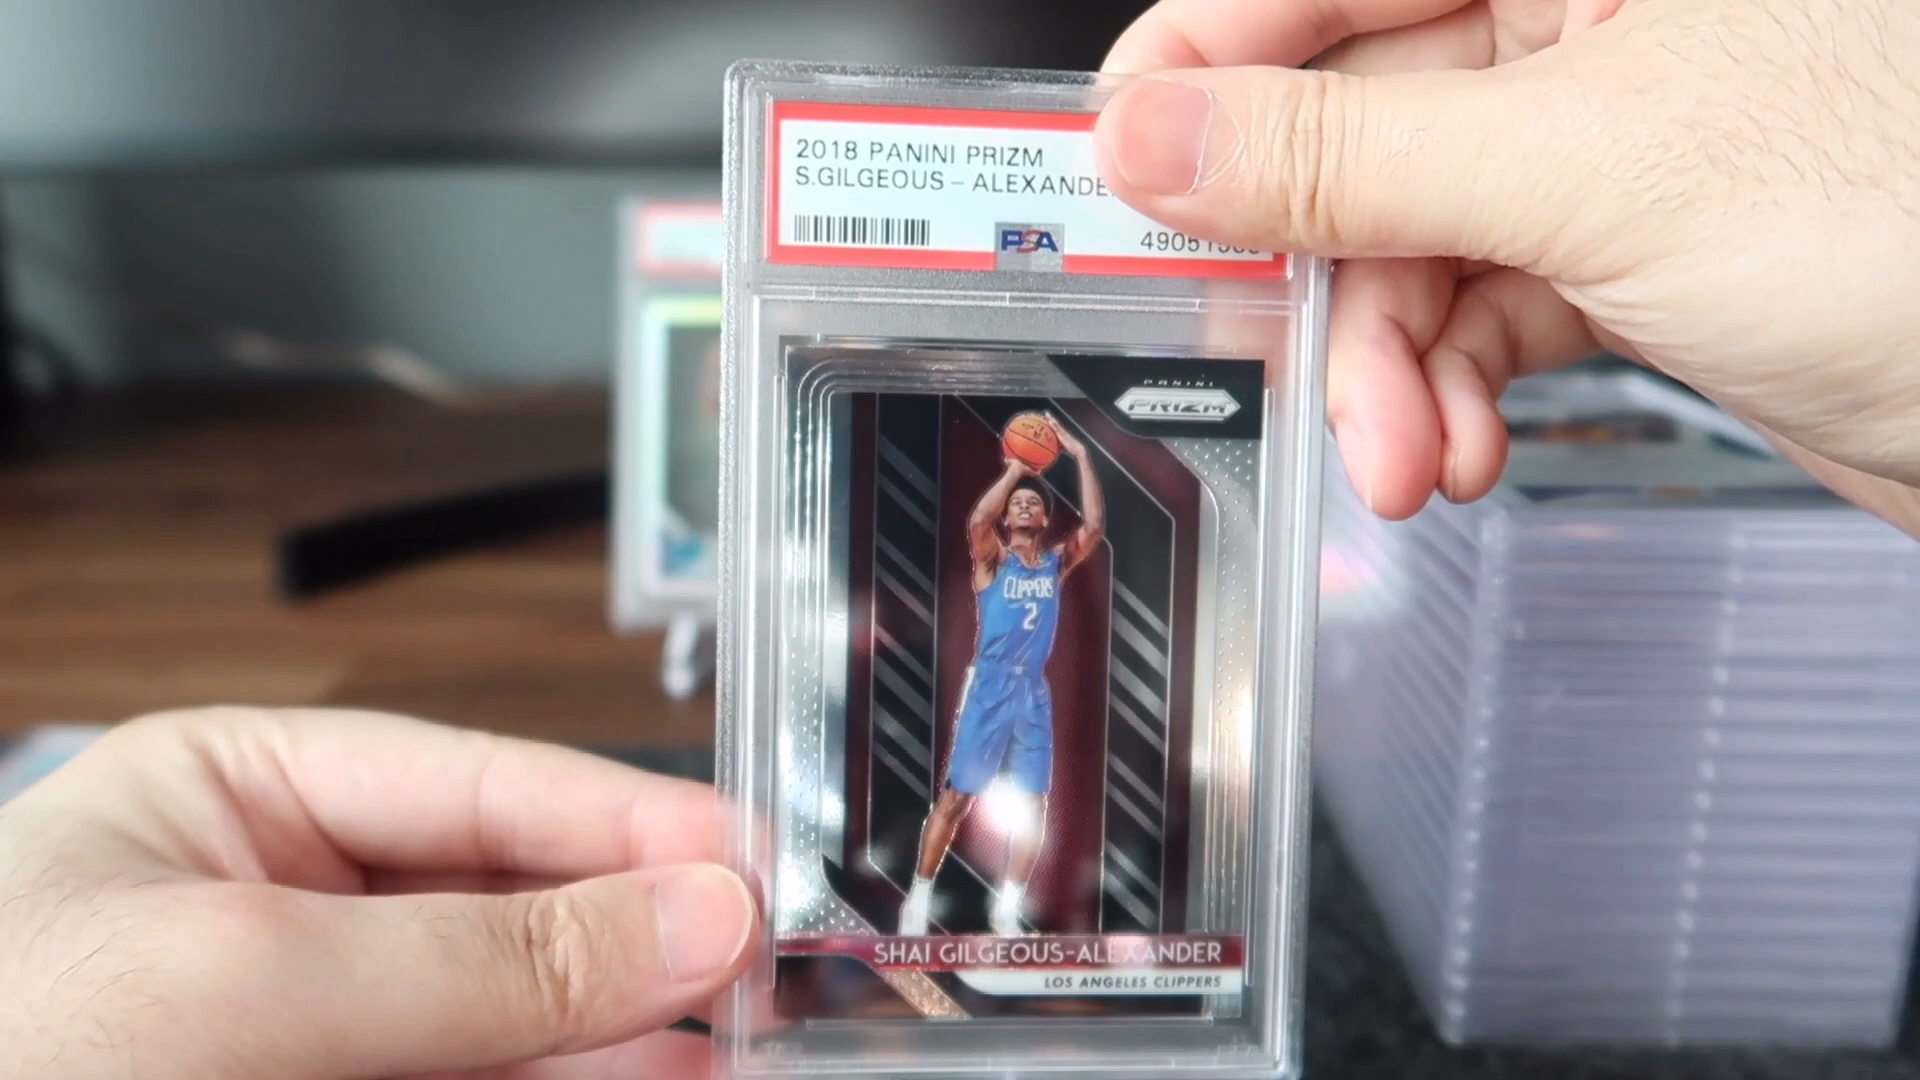 2018 PANINI PRIZM
S.GILGEOUS – ALEXANDE
PSA
PANINI
PRIZM
CLIPPERS
2
SHAI GILGEOUS-ALEXANDER
LOS ANGELES CLIPPERS